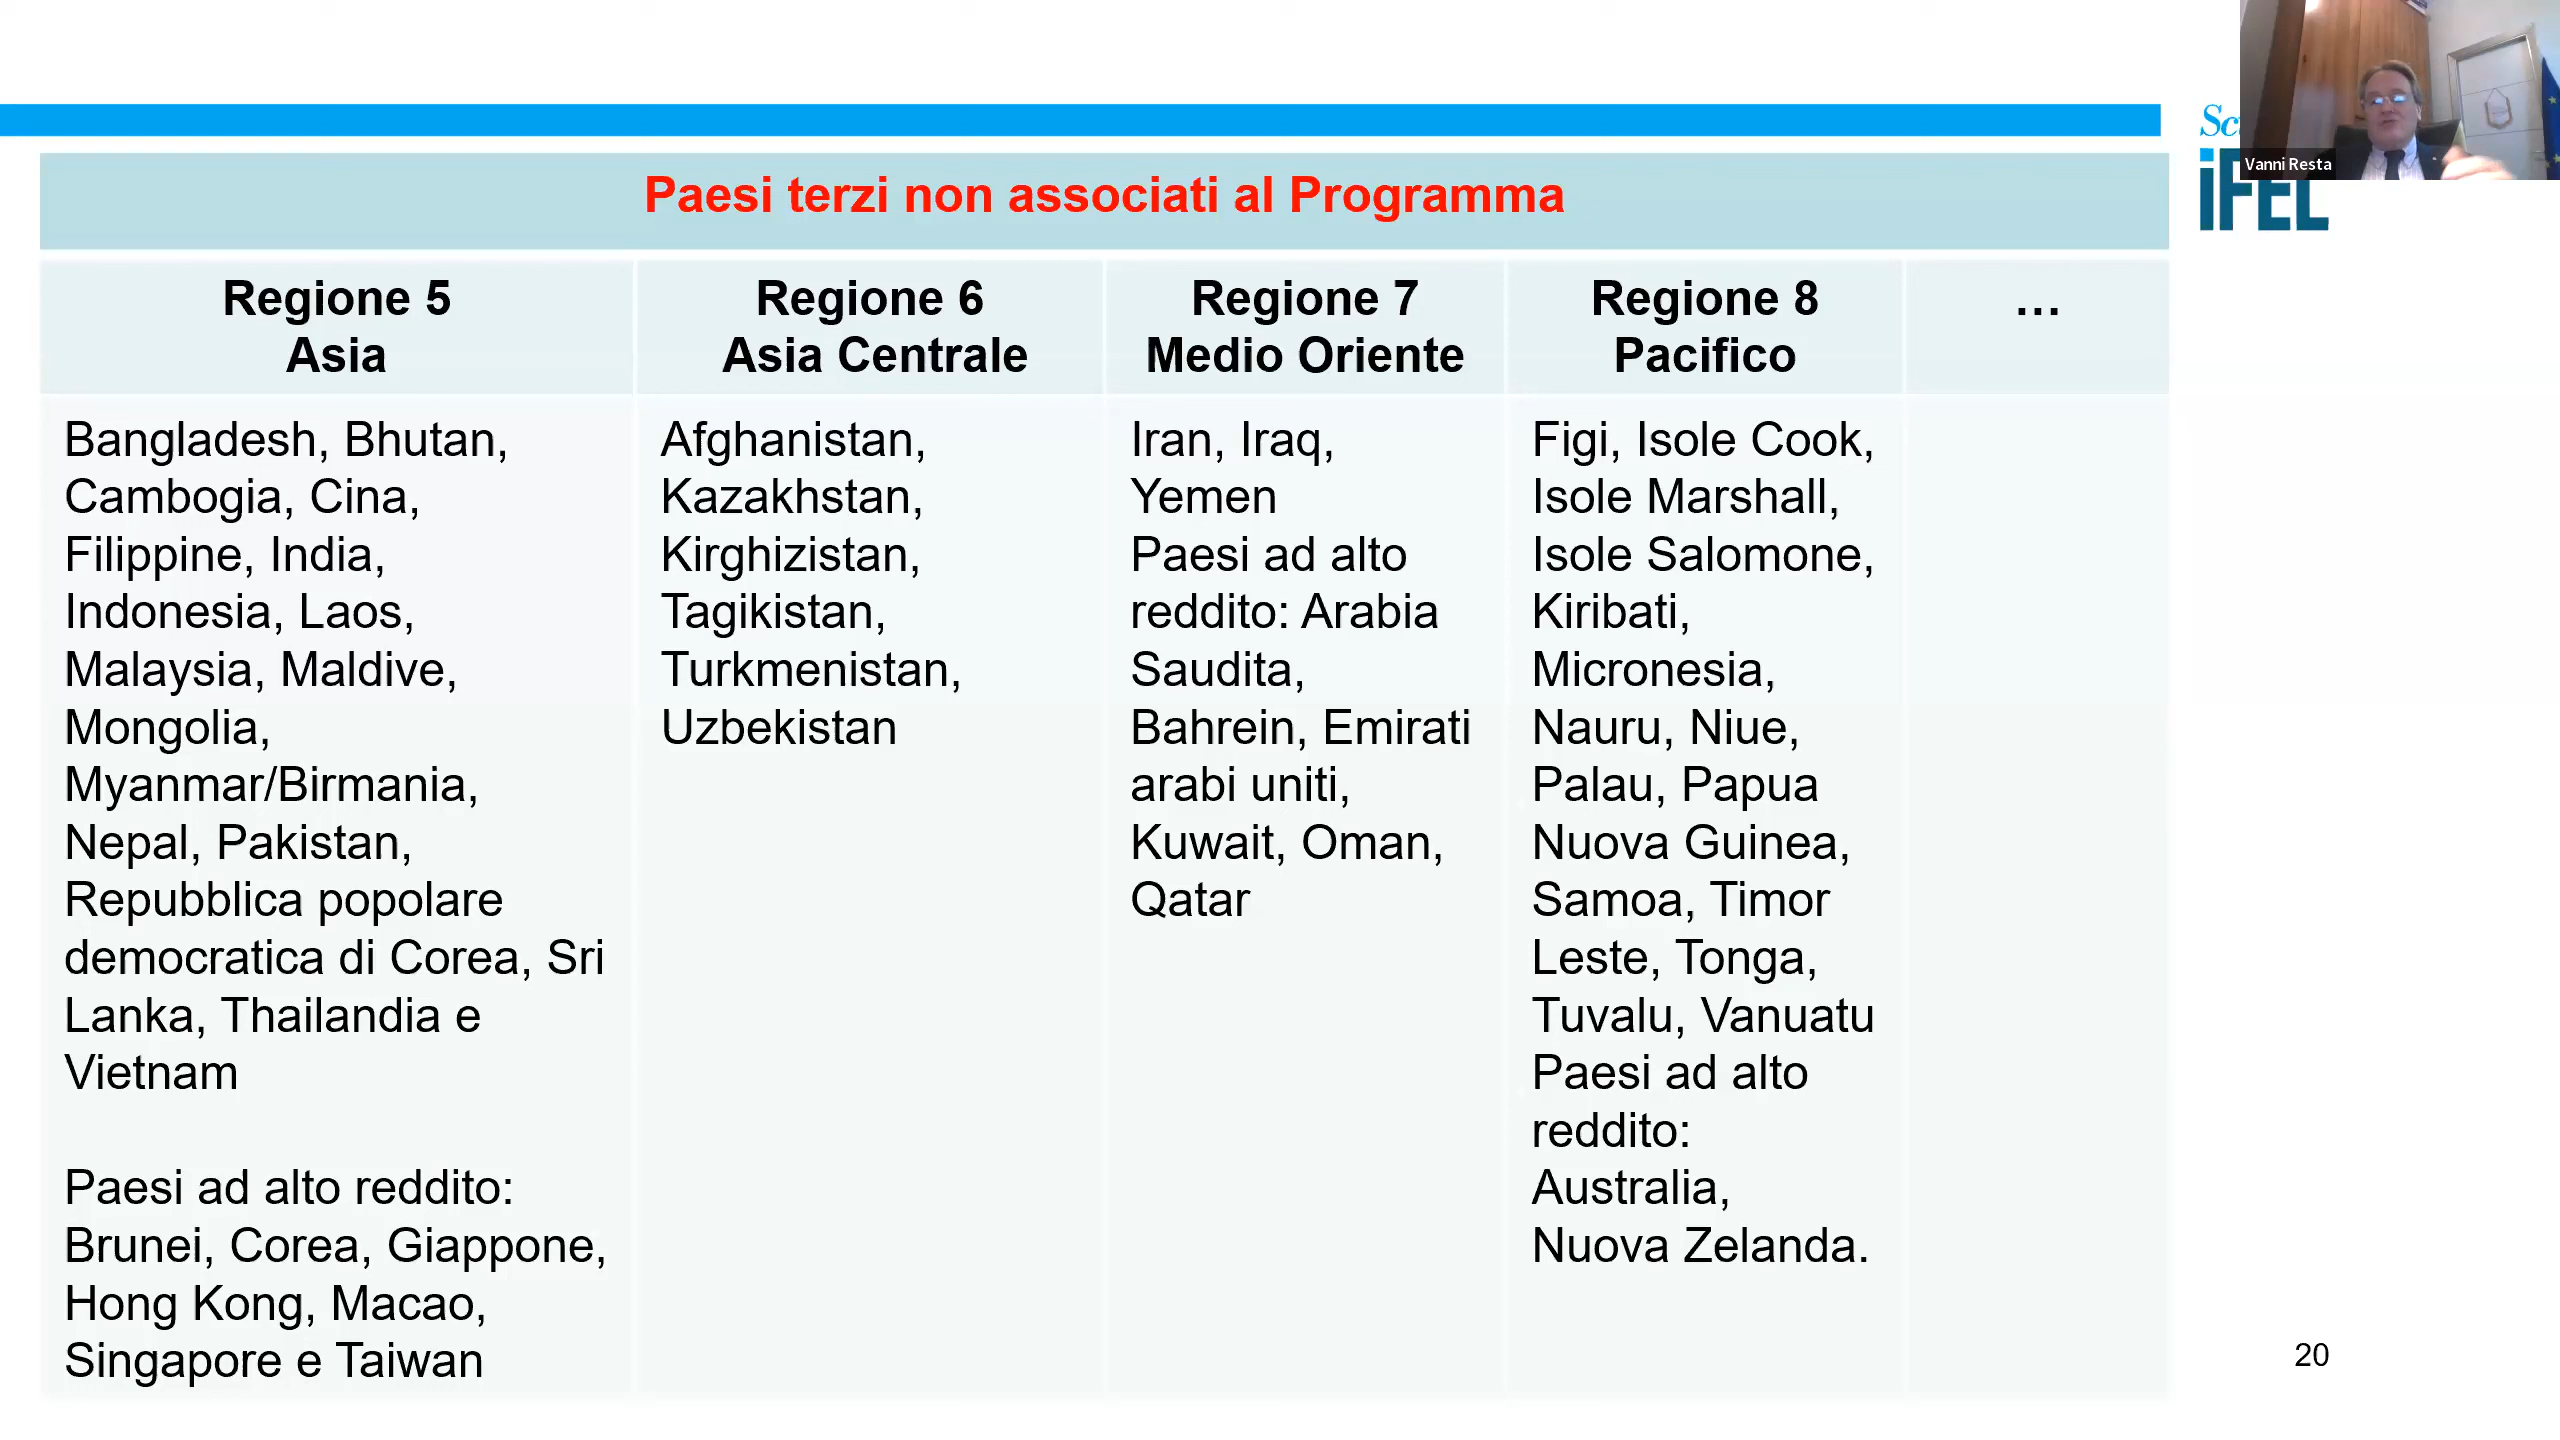 Vanni Resta
iFEL
Paesi terzi non associati al Programma
Regione 5
Asia
Regione 6
Asia Centrale
Regione 7
Medio Oriente
Regione 8
Pacifico
…
Bangladesh, Bhutan,
Cambogia, Cina,
Filippine, India,
Indonesia, Laos,
Malaysia, Maldive,
Mongolia,
Myanmar/Birmania,
Nepal, Pakistan,
Repubblica popolare
democratica di Corea, Sri
Lanka, Thailandia e
Vietnam
Paesi ad alto reddito:
Brunei, Corea, Giappone,
Hong Kong, Macao,
Singapore e Taiwan
Afghanistan,
Kazakhstan,
Kirghizistan,
Tagikistan,
Turkmenistan,
Uzbekistan
Iran, Iraq,
Yemen
Paesi ad alto
reddito: Arabia
Saudita,
Bahrein, Emirati
arabi uniti,
Kuwait, Oman,
Qatar
Figi, Isole Cook,
Isole Marshall,
Isole Salomone,
Kiribati,
Micronesia,
Nauru, Niue,
Palau, Papua
Nuova Guinea,
Samoa, Timor
Leste, Tonga,
Tuvalu, Vanuatu
Paesi ad alto
reddito:
Australia,
Nuova Zelanda.
20